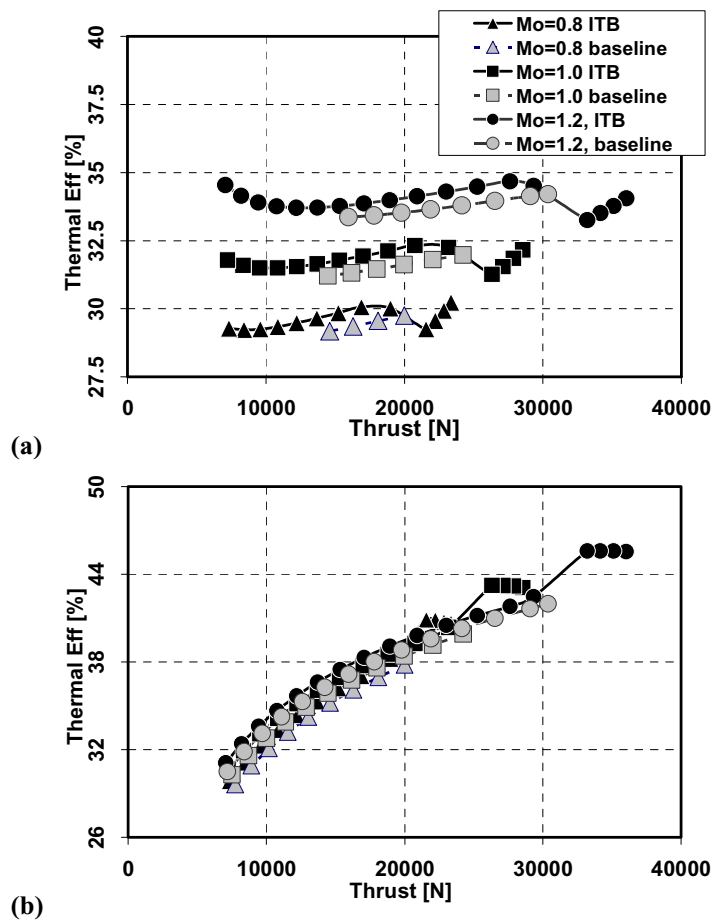 Mo=0.8 ITB
Mo=0.8 baseline
Mo=1.0 ITB
Mo=1.0 baseline
Mo=1.2, ITB
Mo=1.2, baseline
Thermal Eff [%]
40
37.5
35
32.5
30
27.5
0 10000 20000 30000 40000
Thrust [N]
(a)
Thermal Eff [%]
50
44
38
32
26
0 10000 20000 30000 40000
Thrust [N]
(b)